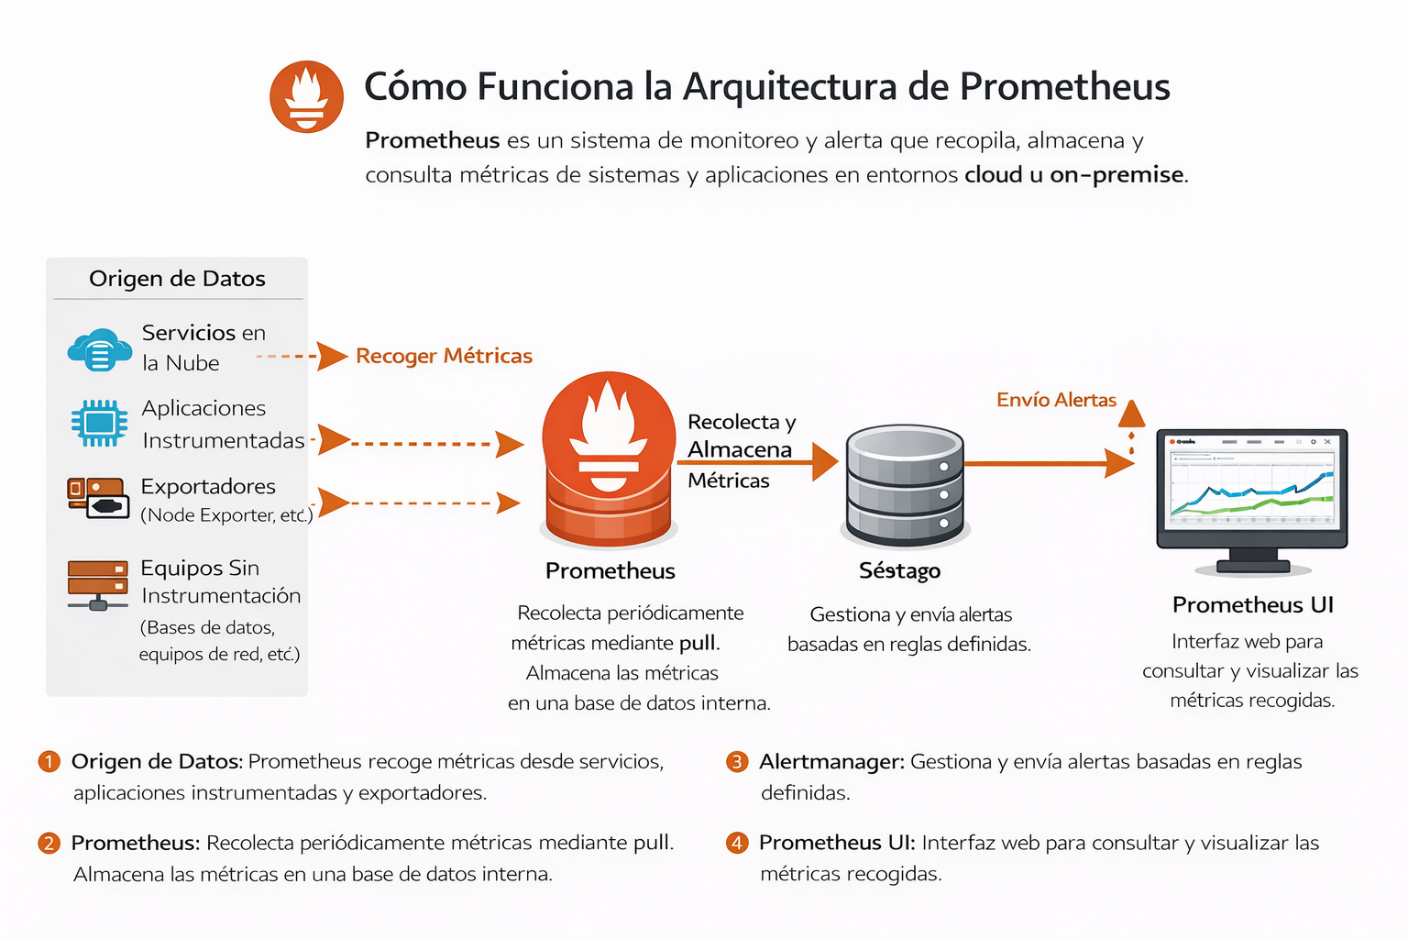 Cómo Funciona la Arquitectura de Prometheus
Prometheus es un sistema de monitoreo y alerta que recopila, almacena y
consulta métricas de sistemas y aplicaciones en entornos cloud u on-premise.
Origen de Datos
Servicios en
la Nube
Aplicaciones
Instrumentadas
Exportadores
(Node Exporter, etc.)
Equipos Sin
Instrumentación
(Bases de datos,
equipos de red, etc.)
Recoger Métricas
Prometheus
Recolecta periódicamente
métricas mediante pull.
Almacena las métricas
en una base de datos interna.
Recolecta y
Almacena
Métricas
Séstago
Gestiona y envía alertas
basadas en reglas definidas.
Envío Alertas
Prometheus UI
Interfaz web para
consultar y visualizar las
métricas recogidas.
1 Origen de Datos: Prometheus recoge métricas desde servicios,
aplicaciones instrumentadas y exportadores.
2 Prometheus: Recolecta periódicamente métricas mediante pull.
Almacena las métricas en una base de datos interna.
3 Alertmanager: Gestiona y envía alertas basadas en reglas
definidas.
4 Prometheus UI: Interfaz web para consultar y visualizar las
métricas recogidas.